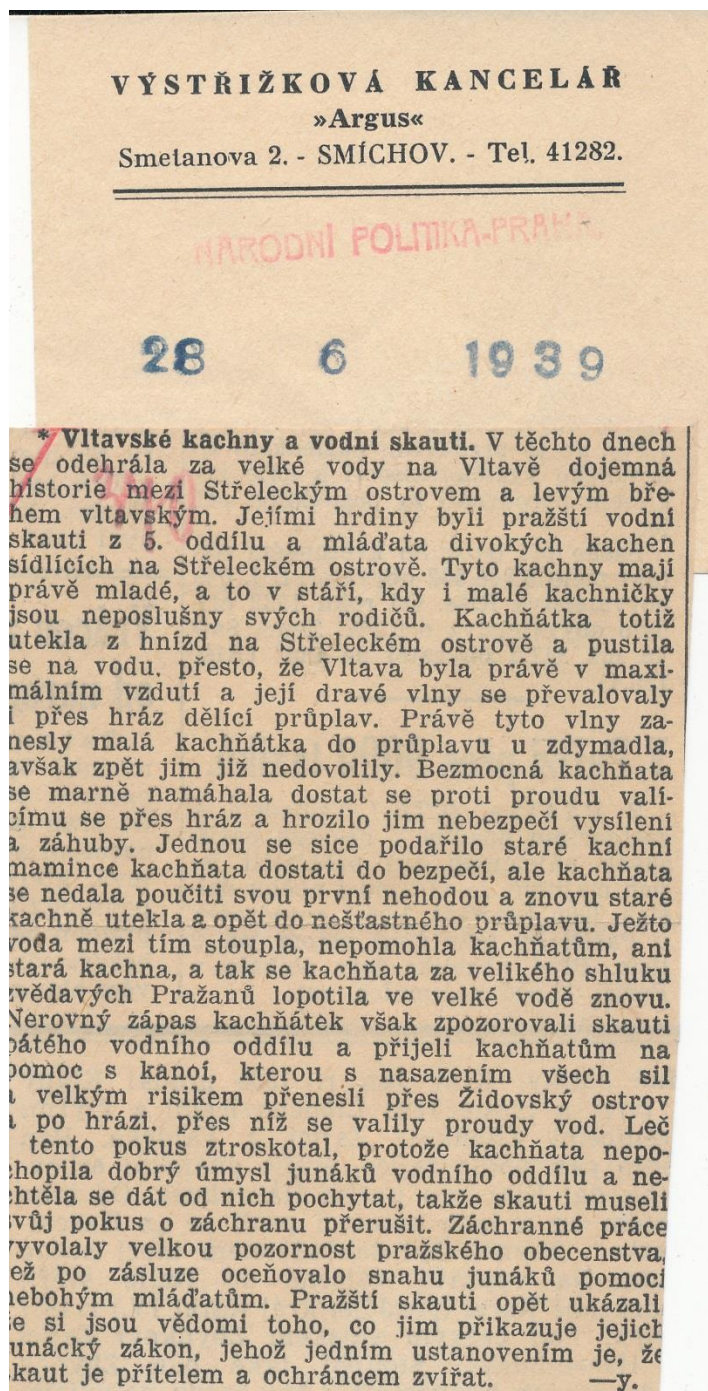 VÝSTŘIŽKOVÁ KANCELÁŘ
»Argus«
Smetanova 2. - SMÍCHOV. - Tel. 41282.
NÁRODNÍ POLITIKA-PRAHA.
28 6 1939
* Vltavské kachny a vodní skauti. V těchto dnech
se odehrála za velké vody na Vltavě dojemná
historie mezi Střeleckým ostrovem a levým bře-
hem vltavským. Jejími hrdiny byli pražští vodní
skauti z 5. oddílu a mláďata divokých kachen
sídlících na Střeleckém ostrově. Tyto kachny mají
právě mladé, a to v stáří, kdy i malé kachničky
jsou neposlušny svých rodičů. Kachňátka totiž
utekla z hnízd na Střeleckém ostrově a pustila
se na vodu. přesto, že Vltava byla právě v maxi-
málním vzdutí a její dravé vlny se převalovaly
i přes hráz dělící průplav. Právě tyto vlny za-
nesly malá kachňátka do průplavu u zdymadla,
avšak zpět jim již nedovolily. Bezmocná kachňata
se marně namáhala dostat se proti proudu valí-
címu se přes hráz a hrozilo jim nebezpečí vysílení
a záhuby. Jednou se sice podařilo staré kachní
mamince kachňata dostati do bezpečí, ale kachňata
se nedala poučiti svou první nehodou a znovu staré
kachně utekla a opět do nešťastného průplavu. Ježto
voda mezi tím stoupla, nepomohla kachňatům, ani
stará kachna, a tak se kachňata za velikého shluku
zvědavých Pražanů lopotila ve velké vodě znovu.
Nerovný zápas kachňátek však zpozorovali skauti
pátého vodního oddílu a přijeli kachňatům na
pomoc s kanoí, kterou s nasazením všech sil
a velkým risikem přenesli přes Židovský ostrov
a po hrázi. přes níž se valily proudy vod. Leč
tento pokus ztroskotal, protože kachňata nepo-
chopila dobrý úmysl junáků vodního oddílu a ne-
chtěla se dát od nich pochytat, takže skauti museli
svůj pokus o záchranu přerušit. Záchranné práce
vyvolaly velkou pozornost pražského obecenstva,
jež po zásluze oceňovalo snahu junáků pomoci
nebohým mláďatům. Pražští skauti opět ukázali
že si jsou vědomi toho, co jim přikazuje jejich
junácký zákon, jehož jedním ustanovením je, že
skaut je přítelem a ochráncem zvířat. —y.